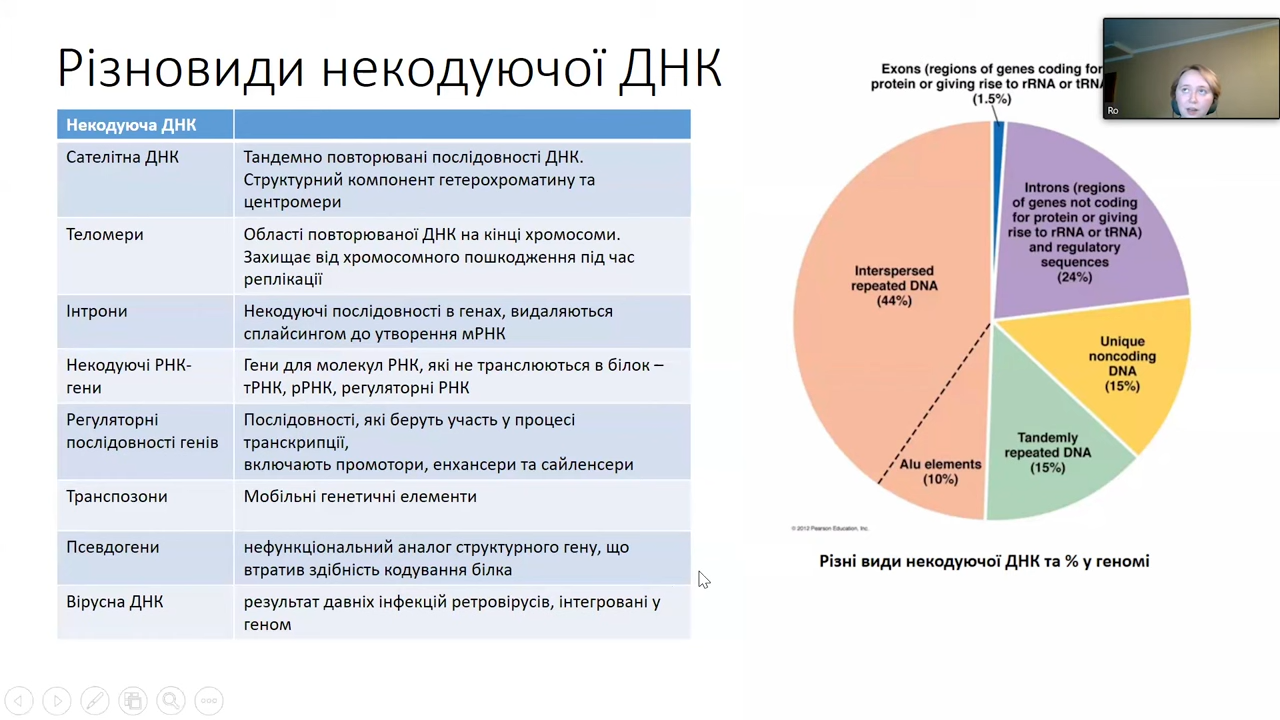 Різновиди некодуючої ДНК
Некодуюча ДНК
Сателітна ДНК
Тандемно повторювані послідовності ДНК.
Структурний компонент гетерохроматину та
центромери
Теломери
Області повторюваної ДНК на кінці хромосоми.
Захищає від хромосомного пошкодження під час
реплікації
Інтрони
Некодуючі послідовності в генах, видаляються
сплайсингом до утворення мРНК
Некодуючі РНК-
гени
Гени для молекул РНК, які не транслюються в білок –
тРНК, рРНК, регуляторні РНК
Регуляторні
послідовності генів
Послідовності, які беруть участь у процесі
транскрипції,
включають промотори, енхансери та сайленсери
Транспозони
Мобільні генетичні елементи
Псевдогени
нефункціональний аналог структурного гену, що
втратив здібність кодування білка
Вірусна ДНК
результат давніх інфекцій ретровірусів, інтегровані у
геном
Exons (regions of genes coding for
protein or giving rise to rRNA or tRNA
(1.5%)
Introns (regions
of genes not coding
for protein or giving
rise to rRNA or tRNA)
and regulatory
sequences
(24%)
Interspersed
repeated DNA
(44%)
Unique
noncoding
DNA
(15%)
Tandemly
repeated DNA
(15%)
Alu elements
(10%)
© 2012 Pearson Education, Inc.
Різні види некодуючої ДНК та % у геномі
Ro